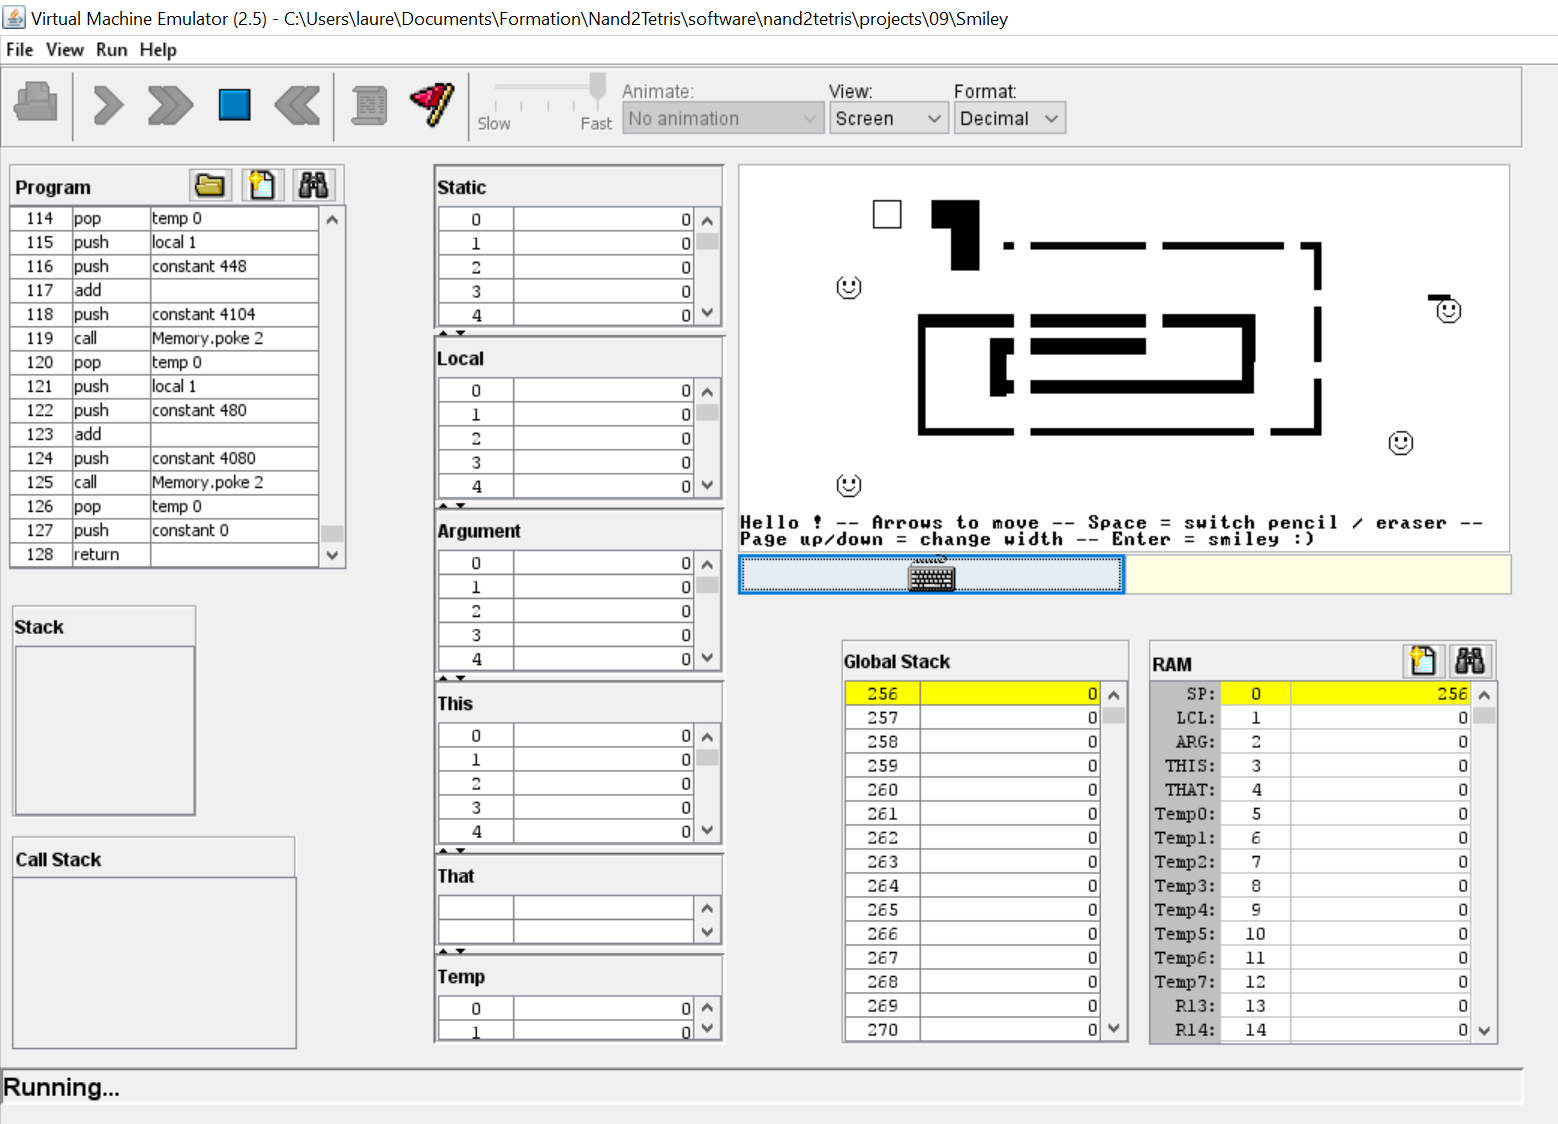 Virtual Machine Emulator (2.5) - C:\Users\laure\Documents\Formation\Nand2Tetris\software\nand2tetris\projects\09\Smiley
File View Run Help
Slow Fast
Animate:
No animation
View:
Screen
Format:
Decimal
Program
114 pop temp 0
115 push local 1
116 push constant 448
117 add
118 push constant 4104
119 call Memory.poke 2
120 pop temp 0
121 push local 1
122 push constant 480
123 add
124 push constant 4080
125 call Memory.poke 2
126 pop temp 0
127 push constant 0
128 return
Stack
Call Stack
Static
0 0
1 0
2 0
3 0
4 0
Local
0 0
1 0
2 0
3 0
4 0
Argument
0 0
1 0
2 0
3 0
4 0
This
0 0
1 0
2 0
3 0
4 0
That
Temp
0 0
1 0
Hello ! -- Arrows to move -- Space = switch pencil / eraser --
Page up/down = change width -- Enter = smiley :)
Global Stack
256 0
257 0
258 0
259 0
260 0
261 0
262 0
263 0
264 0
265 0
266 0
267 0
268 0
269 0
270 0
RAM
SP: 0 256
LCL: 1 0
ARG: 2 0
THIS: 3 0
THAT: 4 0
Temp0: 5 0
Temp1: 6 0
Temp2: 7 0
Temp3: 8 0
Temp4: 9 0
Temp5: 10 0
Temp6: 11 0
Temp7: 12 0
R13: 13 0
R14: 14 0
Running...